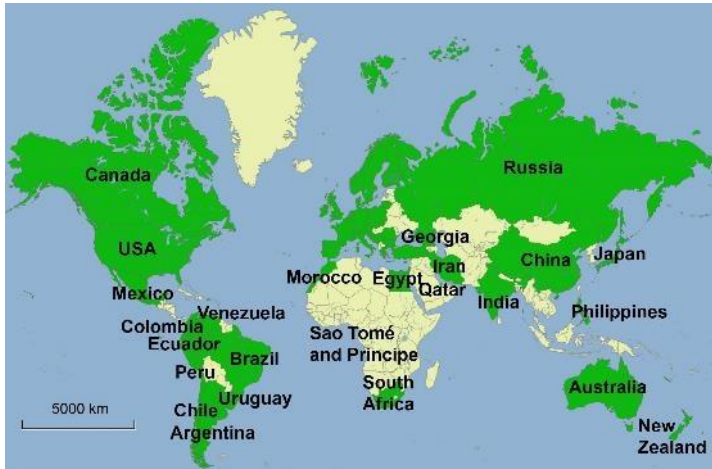 Canada
Russia
USA
Georgia
Iran
China
Japan
Morocco
Egypt
Qatar
Mexico
India
Venezuela
Philippines
Colombia
Ecuador
Sao Tomé
and Principe
Brazil
Peru
South
Africa
Australia
Uruguay
5000 km
Chile
Argentina
New
Zealand